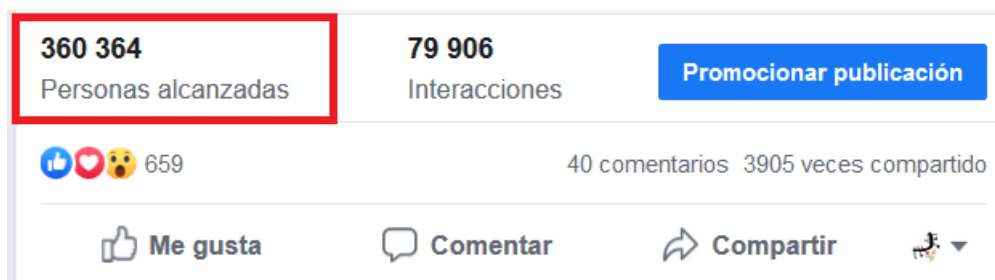 360 364 79 906
Personas alcanzadas Interacciones Promocionar publicación
659 40 comentarios 3905 veces compartido
Me gusta Comentar Compartir